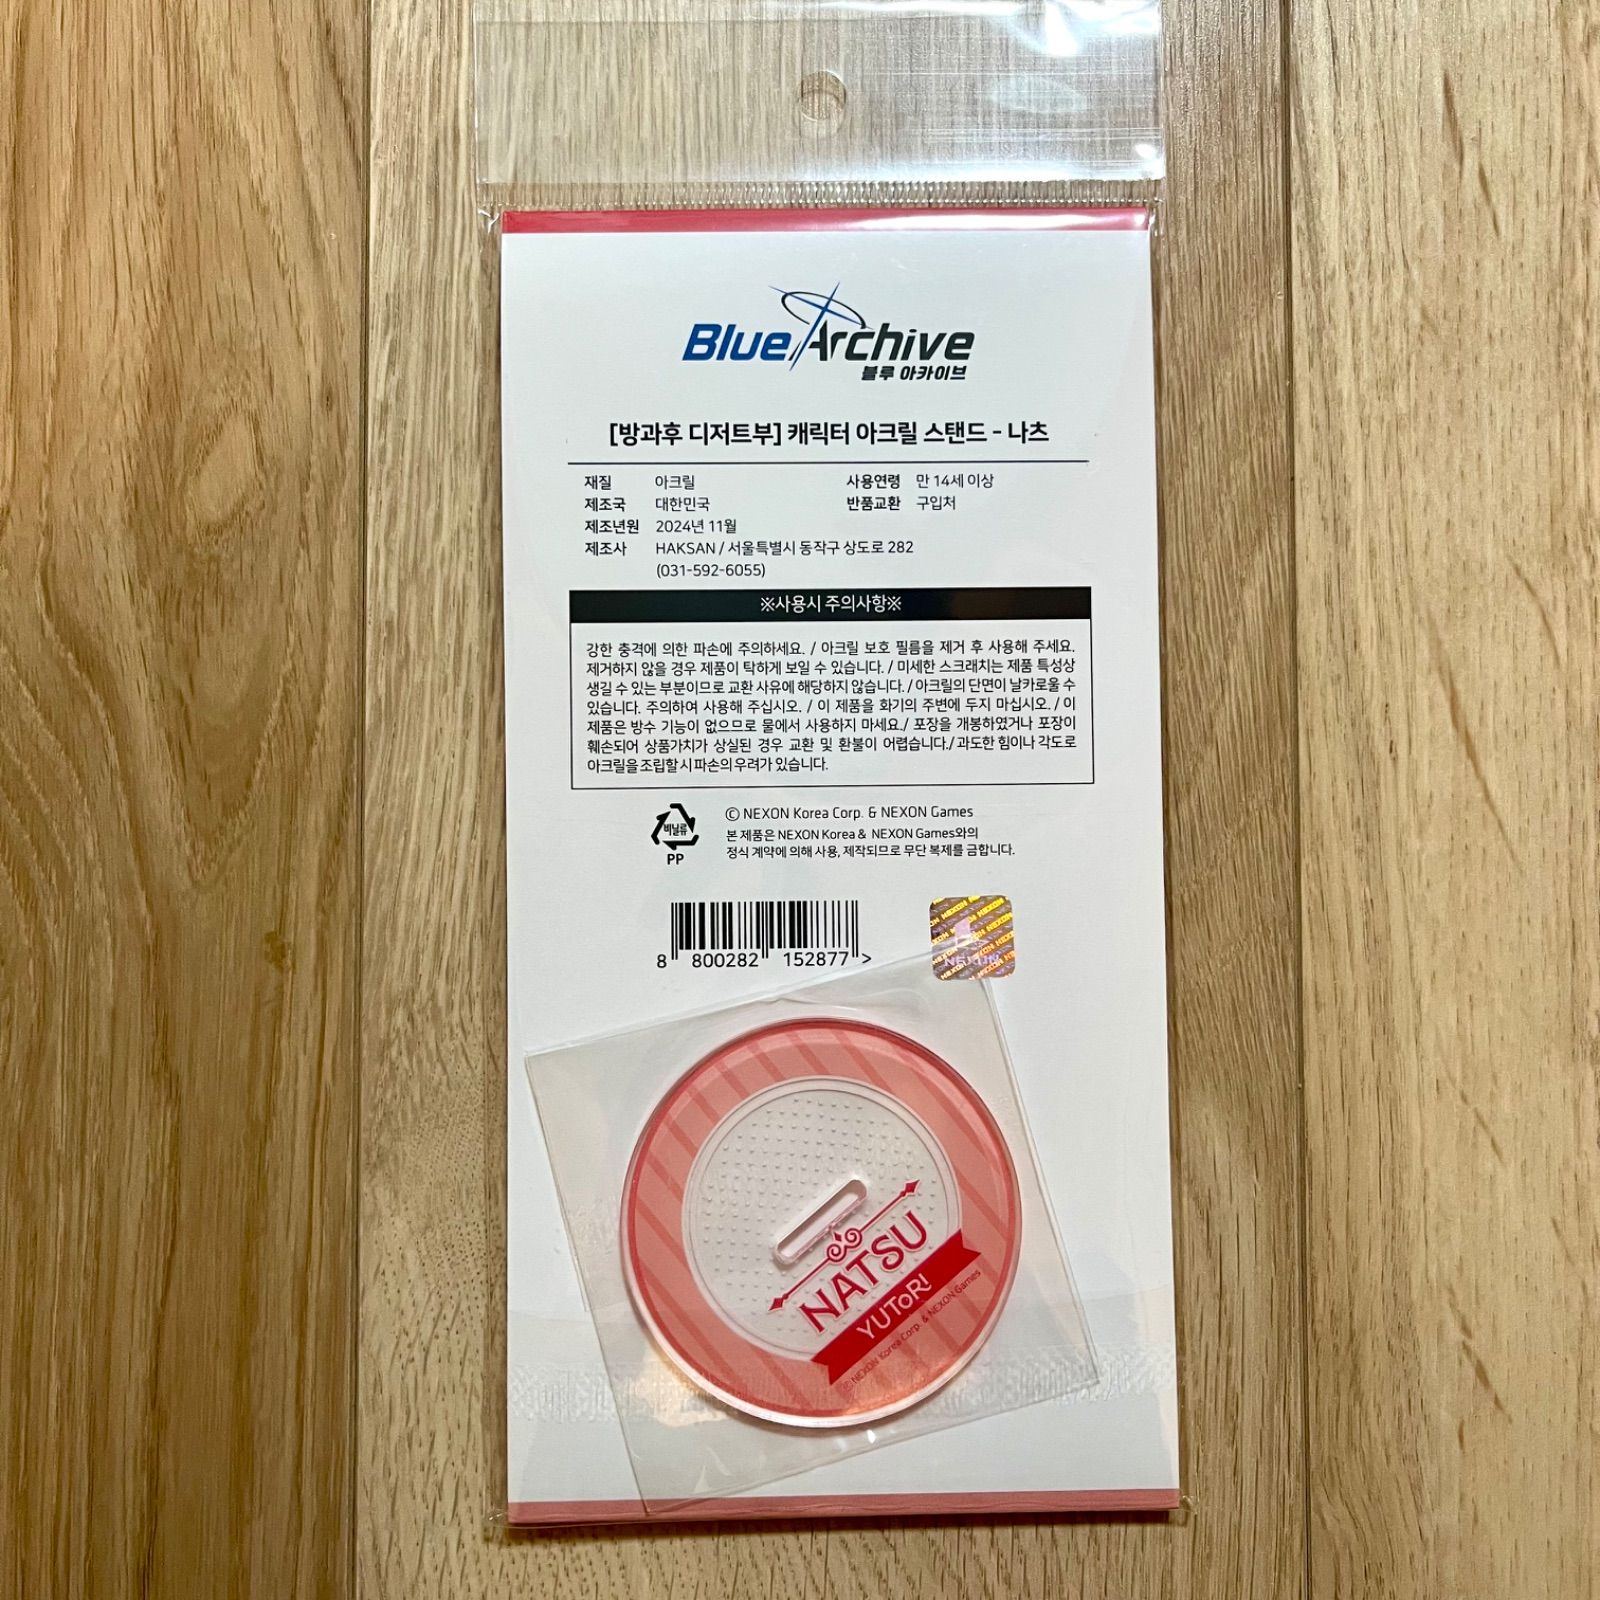 Blue Archive
블루 아카이브
[방과후 디저트부] 캐릭터 아크릴 스탠드 - 나츠
재질 아크릴 사용연령 만 14세 이상
제조국 대한민국 반품교환 구입처
제조년원 2024년 11월
제조사 HAKSAN / 서울특별시 동작구 상도로 282
(031-592-6055)
※사용시 주의사항※
강한 충격에 의한 파손에 주의하세요. / 아크릴 보호 필름을 제거 후 사용해 주세요.
제거하지 않을 경우 제품이 탁하게 보일 수 있습니다. / 미세한 스크래치는 제품 특성상
생길 수 있는 부분이므로 교환 사유에 해당하지 않습니다. / 아크릴의 단면이 날카로울 수
있습니다. 주의하여 사용해 주십시오. / 이 제품을 화기의 주변에 두지 마십시오. / 이
제품은 방수 기능이 없으므로 물에서 사용하지 마세요./ 포장을 개봉하였거나 포장이
훼손되어 상품가치가 상실된 경우 교환 및 환불이 어렵습니다./ 과도한 힘이나 각도로
아크릴을 조립할 시 파손의 우려가 있습니다.
비닐류
PP
© NEXON Korea Corp. & NEXON Games
본 제품은 NEXON Korea & NEXON Games와의
정식 계약에 의해 사용, 제작되므로 무단 복제를 금합니다.
8 800282 152877 >
NEXON
NATSU
YUTORI
© NEXON Korea Corp. & NEXON Games